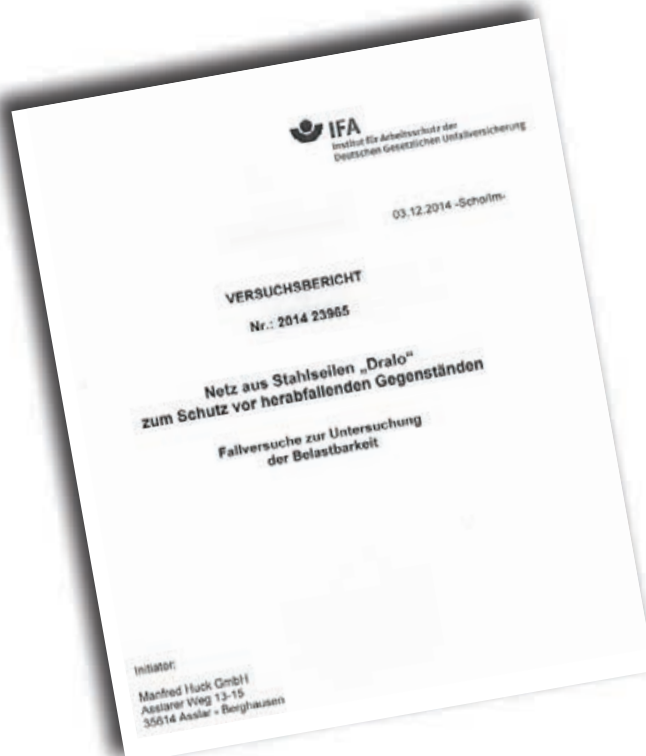 IFA
Institut für Arbeitsschutz der
Deutschen Gesetzlichen Unfallversicherung
03.12.2014 -Scho/Im-
VERSUCHSBERICHT
Nr.: 2014 23965
Netz aus Stahlseilen „Dralo“
zum Schutz vor herabfallenden Gegenständen
Fallversuche zur Untersuchung
der Belastbarkeit
Initiator:
Manfred Huck GmbH
Asslarer Weg 13-15
35614 Asslar - Berghausen